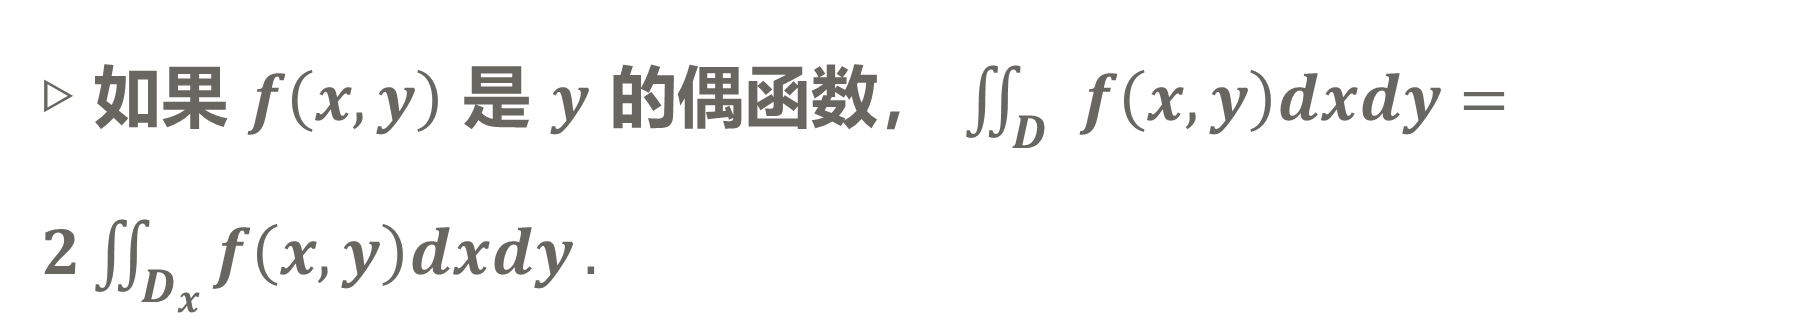 ▷ 如果 f(x,y) 是 y 的偶函数， ∬_D f(x,y)dxdy =
2 ∬_{D_x} f(x,y)dxdy.